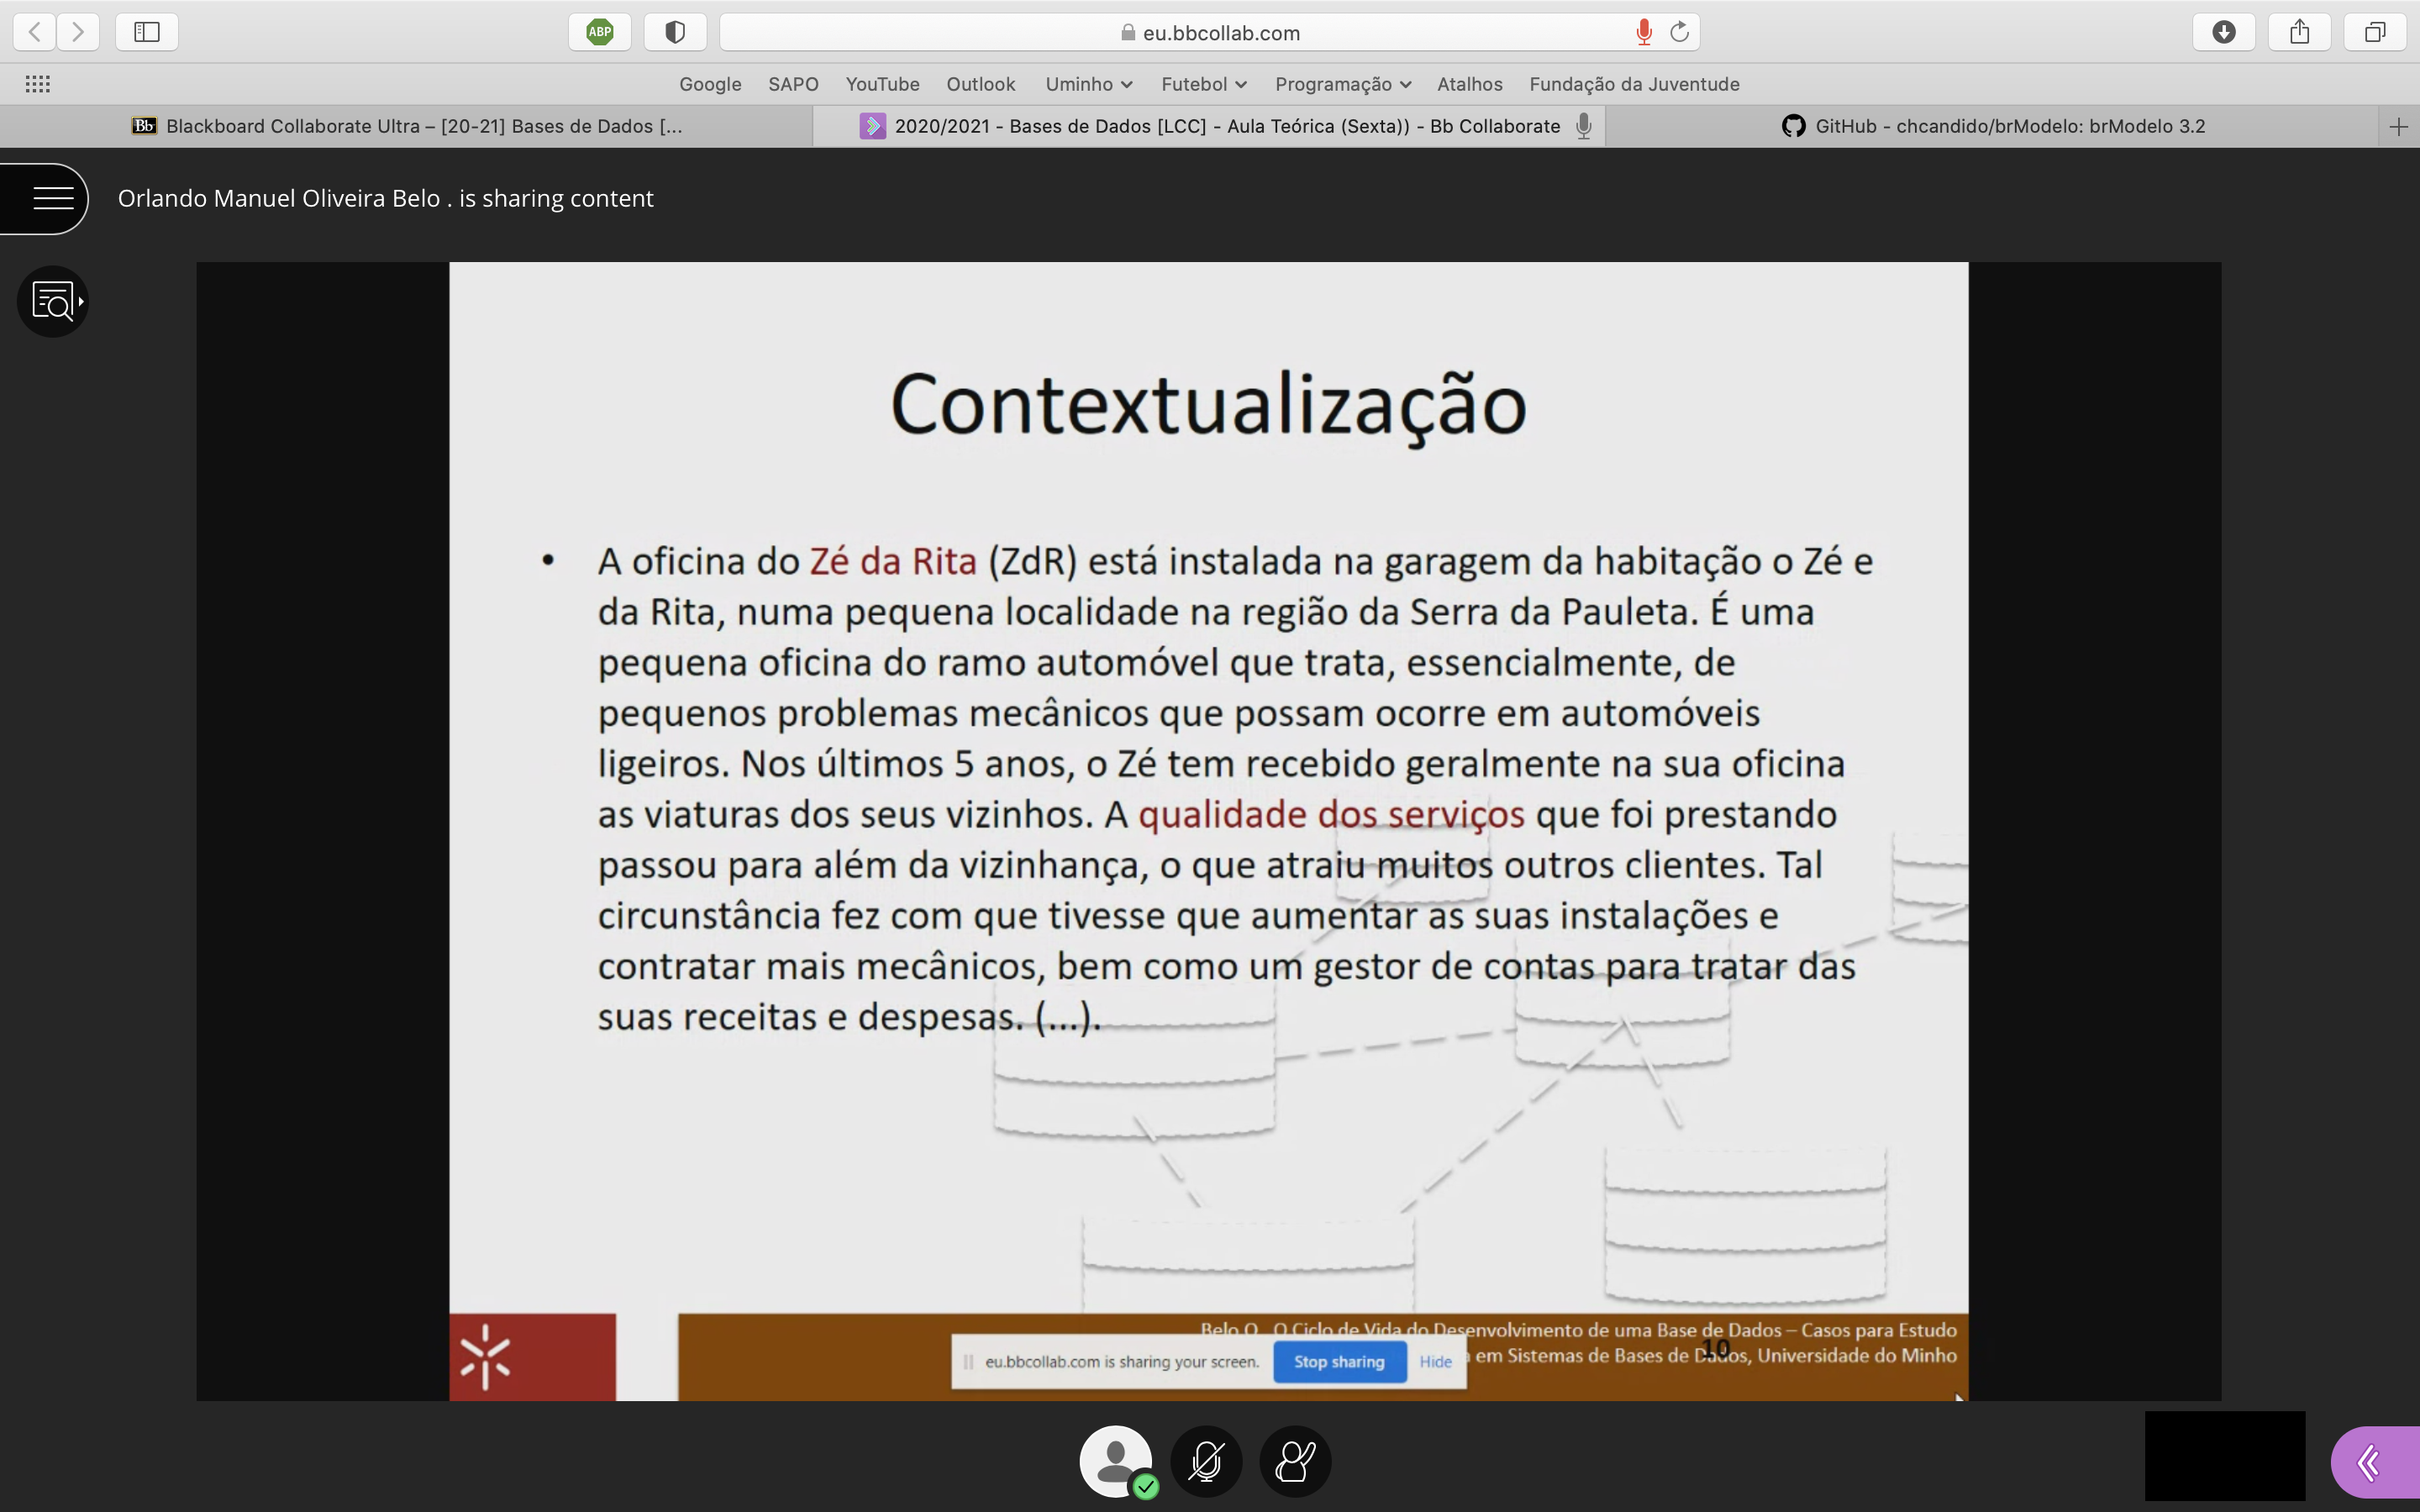 ABP
eu.bbcollab.com
Google SAPO YouTube Outlook Uminho Futebol Programação Atalhos Fundação da Juventude
Bb Blackboard Collaborate Ultra – [20-21] Bases de Dados [...
2020/2021 - Bases de Dados [LCC] - Aula Teórica (Sexta)) - Bb Collaborate
GitHub - chcandido/brModelo: brModelo 3.2
Orlando Manuel Oliveira Belo . is sharing content
Contextualização
• A oficina do Zé da Rita (ZdR) está instalada na garagem da habitação o Zé e
da Rita, numa pequena localidade na região da Serra da Pauleta. É uma
pequena oficina do ramo automóvel que trata, essencialmente, de
pequenos problemas mecânicos que possam ocorre em automóveis
ligeiros. Nos últimos 5 anos, o Zé tem recebido geralmente na sua oficina
as viaturas dos seus vizinhos. A qualidade dos serviços que foi prestando
passou para além da vizinhança, o que atraiu muitos outros clientes. Tal
circunstância fez com que tivesse que aumentar as suas instalações e
contratar mais mecânicos, bem como um gestor de contas para tratar das
suas receitas e despesas. (...).
Belo O., O Ciclo de Vida do Desenvolvimento de uma Base de Dados – Casos para Estudo
em Sistemas de Bases de Dados, Universidade do Minho
10
eu.bbcollab.com is sharing your screen. Stop sharing Hide